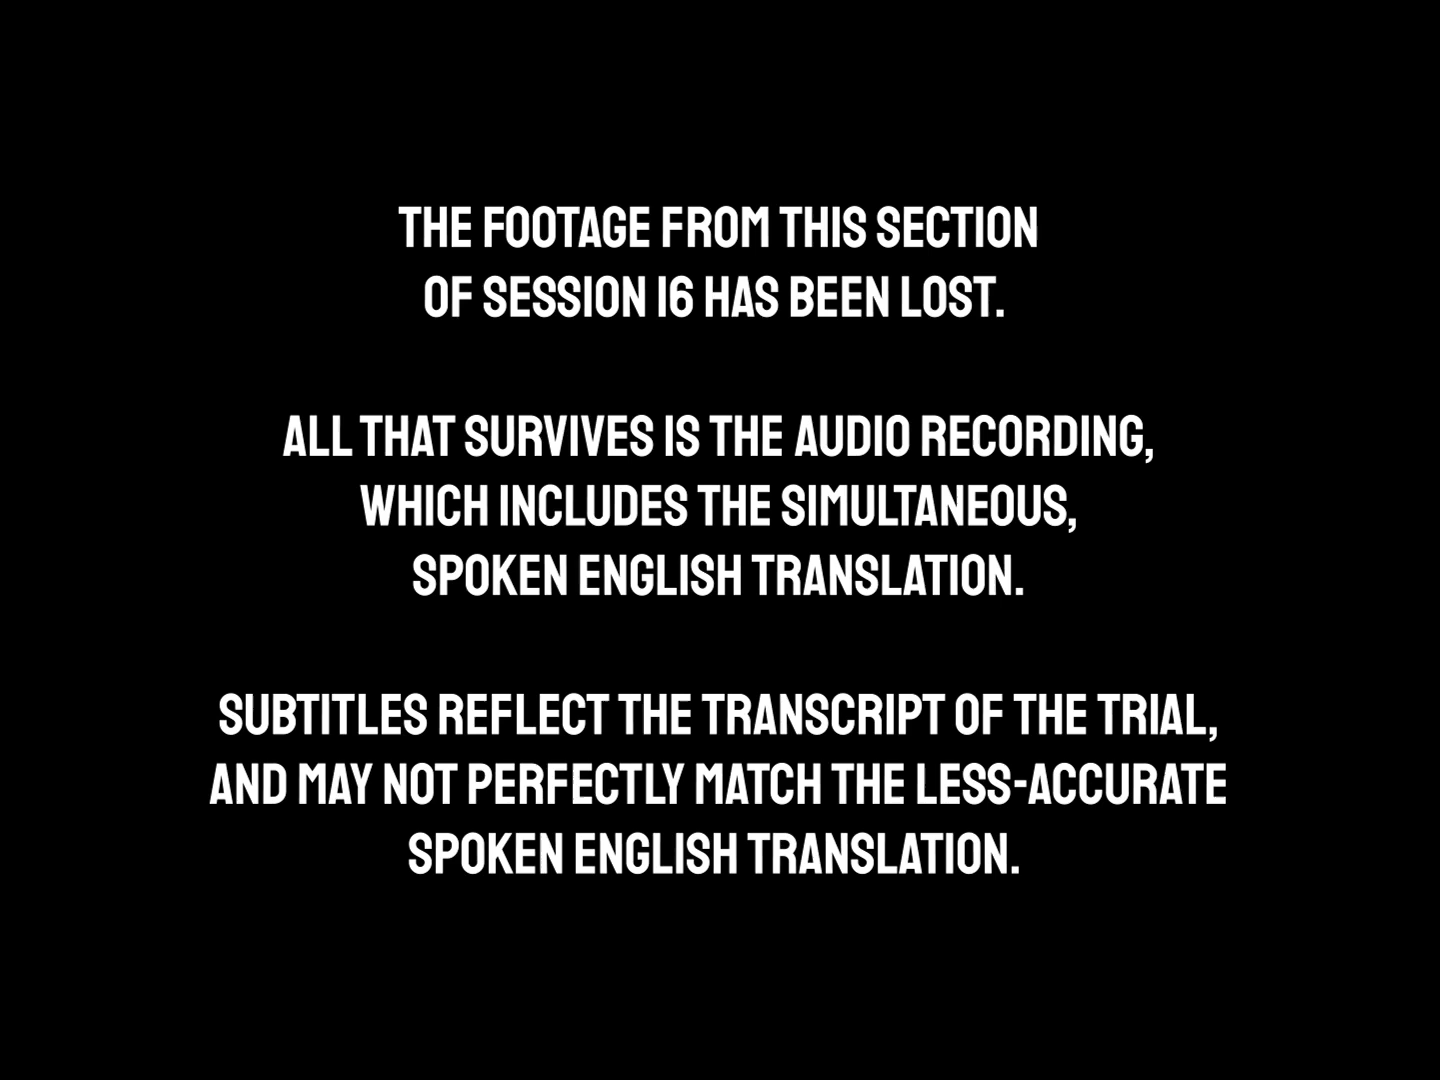 THE FOOTAGE FROM THIS SECTION
OF SESSION 16 HAS BEEN LOST.
ALL THAT SURVIVES IS THE AUDIO RECORDING,
WHICH INCLUDES THE SIMULTANEOUS,
SPOKEN ENGLISH TRANSLATION.
SUBTITLES REFLECT THE TRANSCRIPT OF THE TRIAL,
AND MAY NOT PERFECTLY MATCH THE LESS-ACCURATE
SPOKEN ENGLISH TRANSLATION.